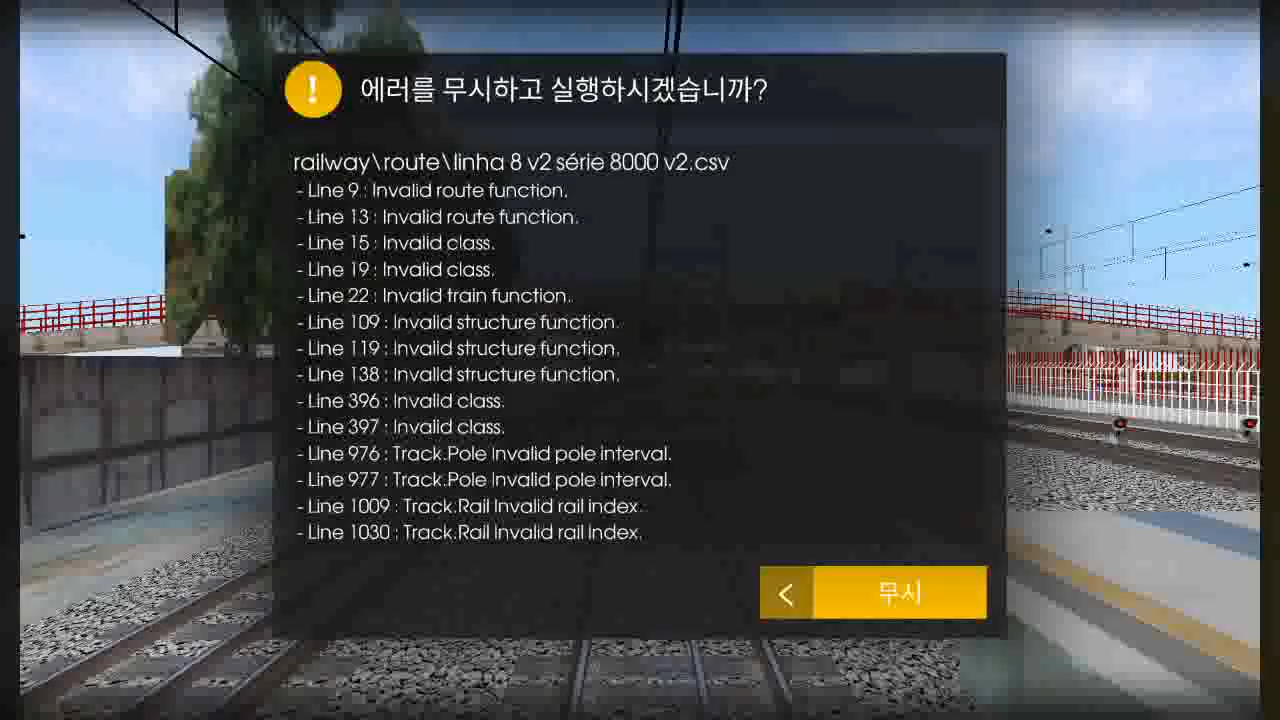 에러를 무시하고 실행하시겠습니까?
railway\route\linha 8 v2 série 8000 v2.csv
- Line 9 : Invalid route function.
- Line 13 : Invalid route function.
- Line 15 : Invalid class.
- Line 19 : Invalid class.
- Line 22 : Invalid train function.
- Line 109 : Invalid structure function.
- Line 119 : Invalid structure function.
- Line 138 : Invalid structure function.
- Line 396 : Invalid class.
- Line 397 : Invalid class.
- Line 976 : Track.Pole Invalid pole interval.
- Line 977 : Track.Pole Invalid pole interval.
- Line 1009 : Track.Rail Invalid rail index.
- Line 1030 : Track.Rail Invalid rail index.
무시